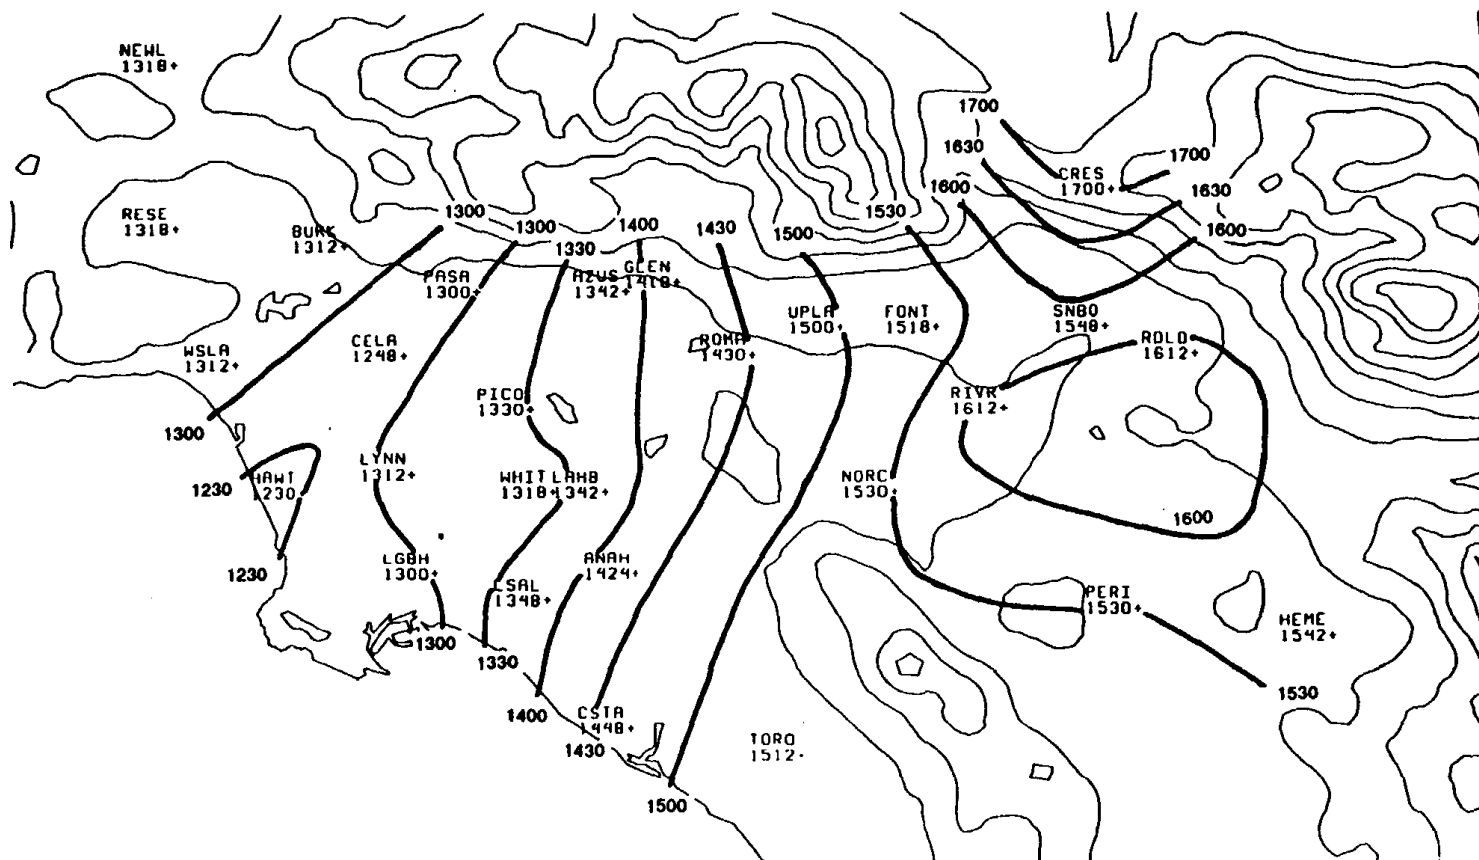 NEWL
1318+
1700
1630
1700
CRES
1700+
1630
1600
RESE
1318+
BURK
1312+
1300
1300
1330
1400
1430
1500
1530
1600
PASA
1300+
AZUS
1342+
GLEN
1418+
UPLA
1500+
FONT
1518+
SNBO
1548+
WSLA
1312+
CELA
1248+
ROMA
1430+
ROLO
1612+
PICO
1330+
RIVR
1612+
1300
HAWT
1230
1230
LYNN
1312+
WHIT
1318+
LAHB
1342+
NORC
1530+
1600
1230
LGBH
1300+
LSAL
1348+
ANAH
1424+
PERI
1530+
HEME
1542+
1300
1330
1530
1400
CSTA
1448+
1430
TORO
1512-
1500